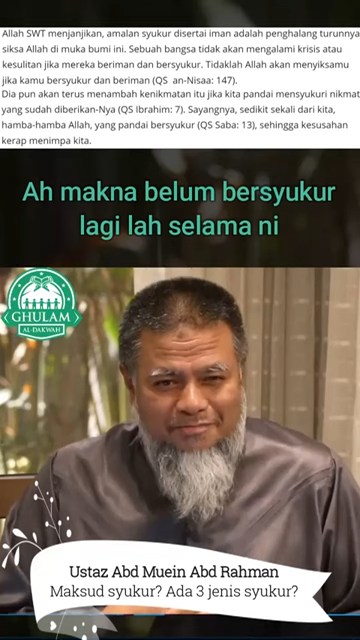 Allah SWT menjanjikan, amalan syukur disertai iman adalah penghalang turunnya
siksa Allah di muka bumi ini. Sebuah bangsa tidak akan mengalami krisis atau
kesulitan jika mereka beriman dan bersyukur. Tidaklah Allah akan menyiksamu
jika kamu bersyukur dan beriman (QS  an-Nisaa: 147).
Dia pun akan terus menambah kenikmatan itu jika kita pandai mensyukuri nikmat
yang sudah diberikan-Nya (QS Ibrahim: 7). Sayangnya, sedikit sekali dari kita,
hamba-hamba Allah, yang pandai bersyukur (QS Saba: 13), sehingga kesusahan
kerap menimpa kita.
Ah makna belum bersyukur
lagi lah selama ni
GHULAM
AL-DAKWAH
Ustaz Abd Muein Abd Rahman
Maksud syukur? Ada 3 jenis syukur?